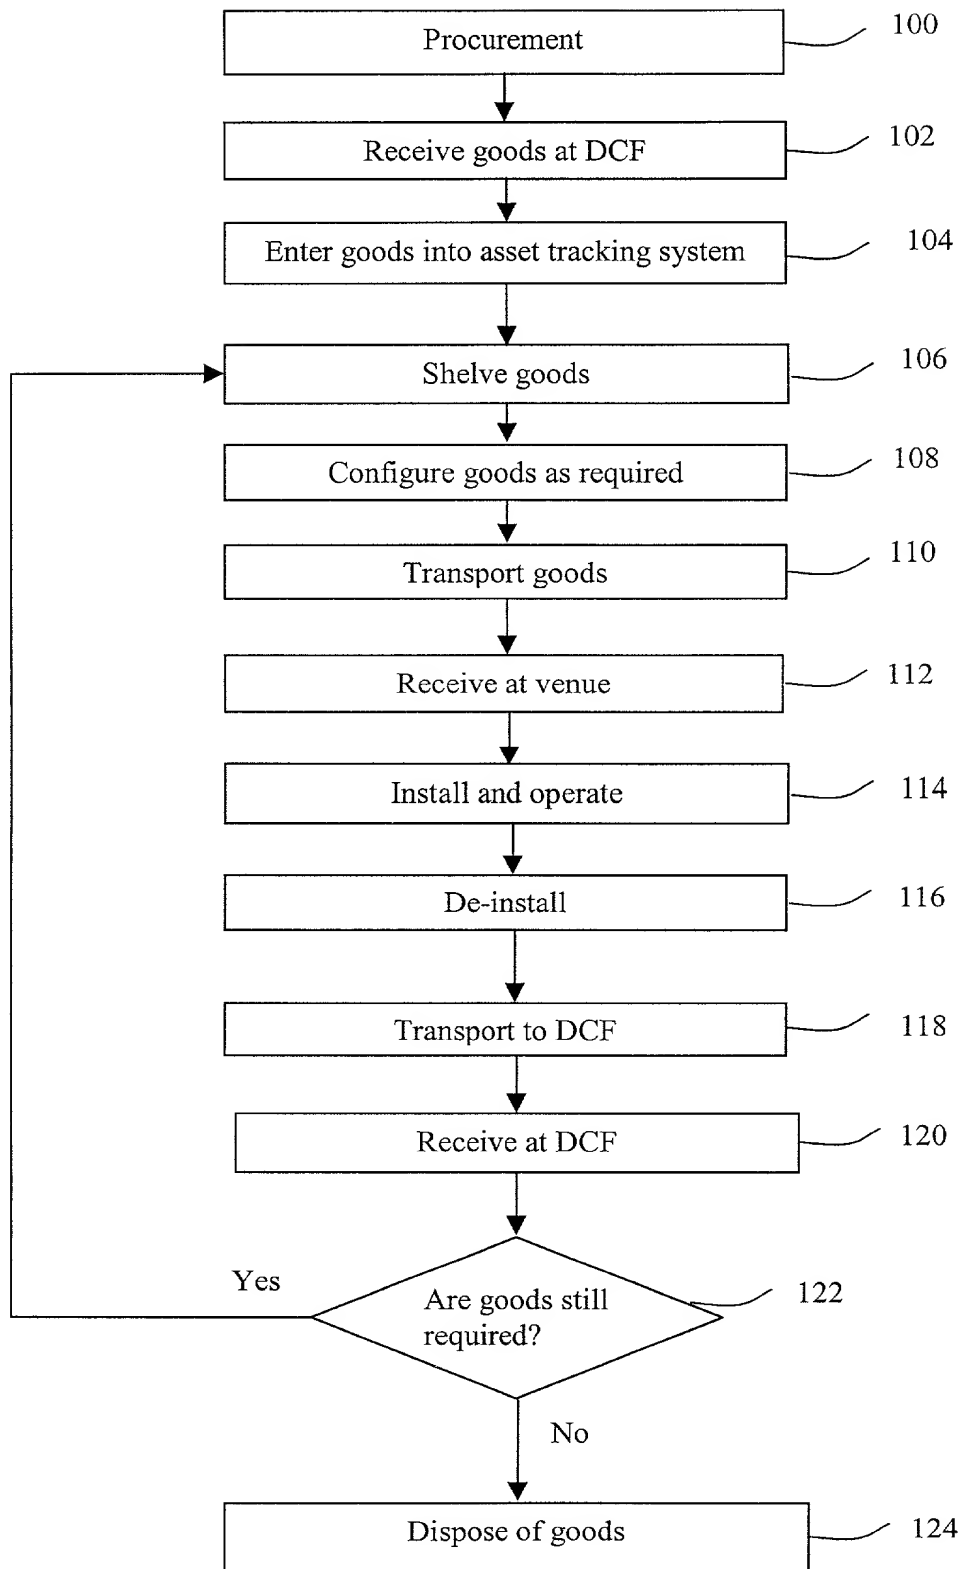 Procurement 100
Receive goods at DCF 102
Enter goods into asset tracking system 104
Shelve goods 106
Configure goods as required 108
Transport goods 110
Receive at venue 112
Install and operate 114
De-install 116
Transport to DCF 118
Receive at DCF 120
Yes
Are goods still 122
required?
No
Dispose of goods 124